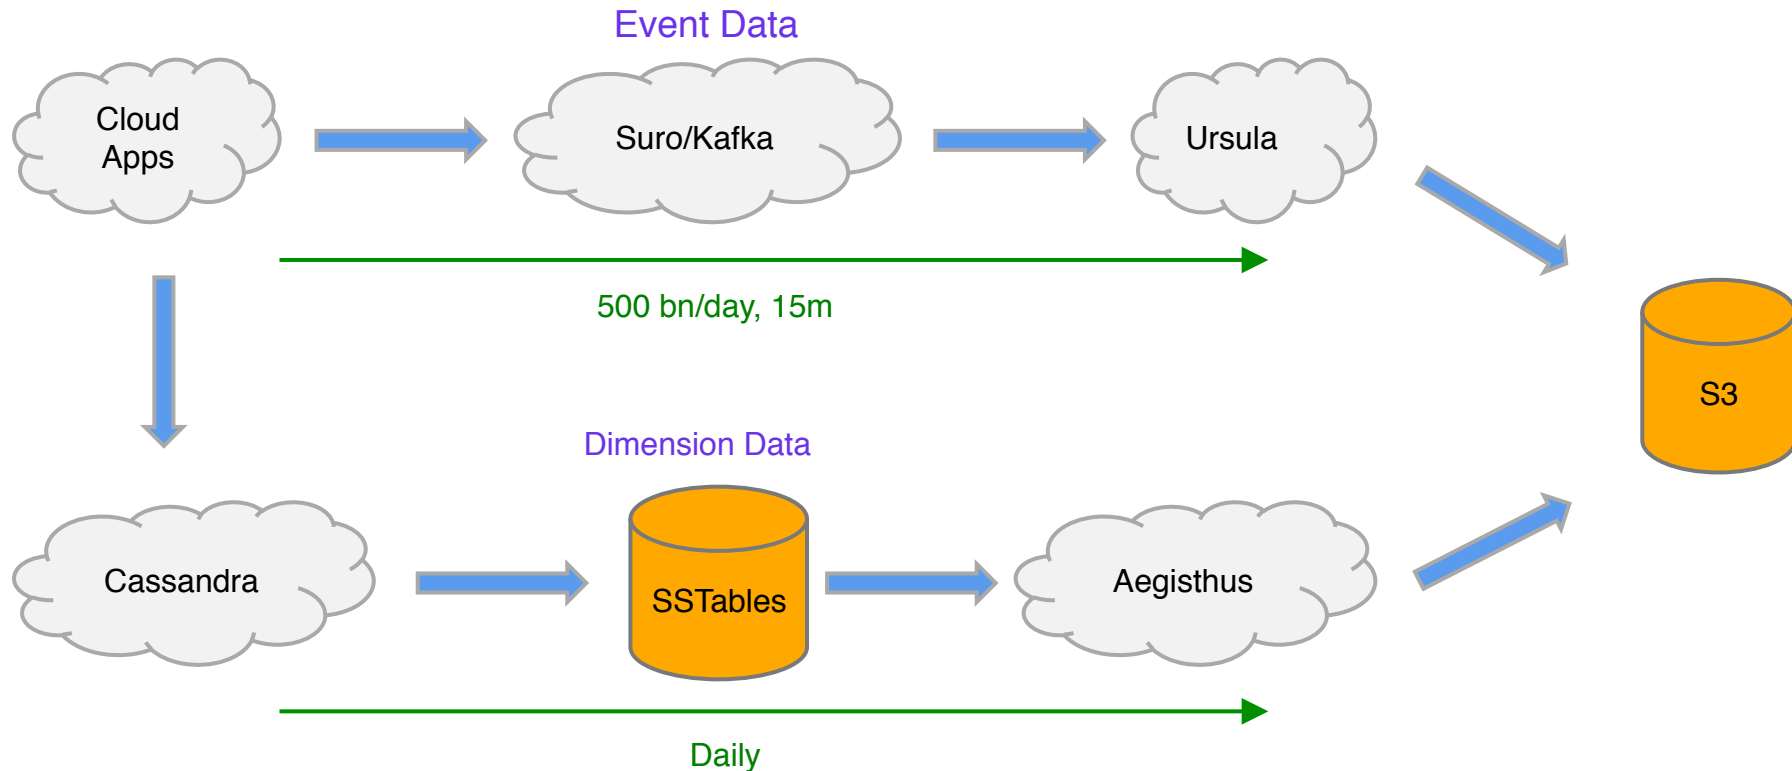 Event Data
Cloud
Apps
Suro/Kafka
Ursula
500 bn/day, 15m
S3
Dimension Data
Cassandra
SSTables
Aegisthus
Daily